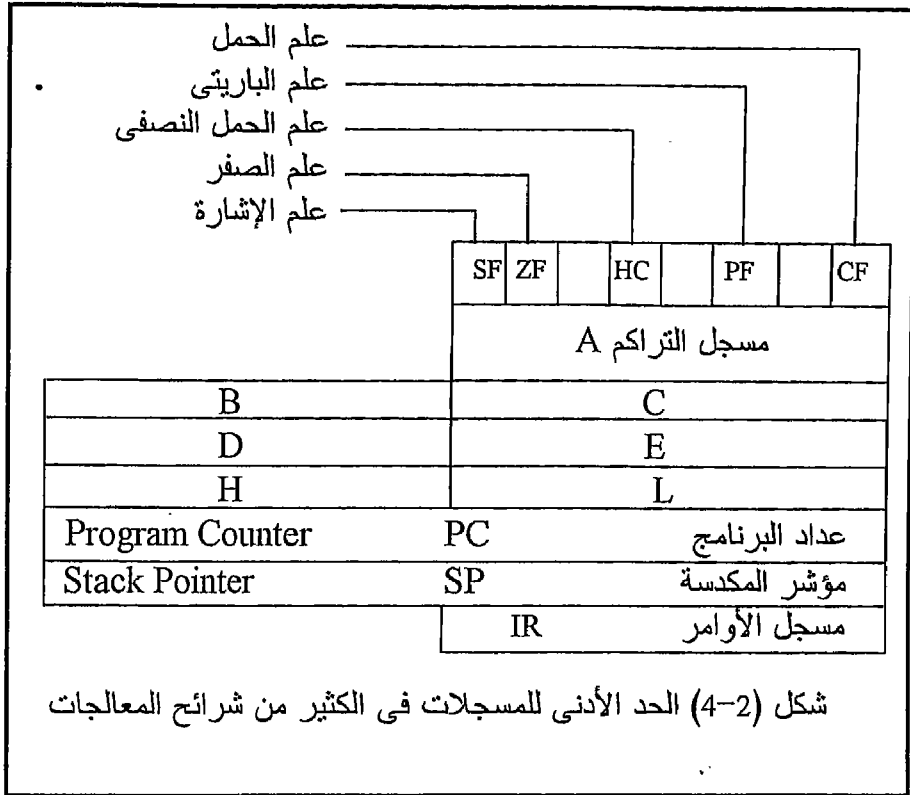 علم الحمل
علم الباريتى
علم الحمل النصفى
علم الصفر
علم الإشارة
SF ZF HC PF CF
مسجل التراكم A
B C
D E
H L
Program Counter PC عداد البرنامج
Stack Pointer SP مؤشر المكدسة
IR مسجل الأوامر
شكل (2-4) الحد الأدنى للمسجلات فى الكثير من شرائح المعالجات